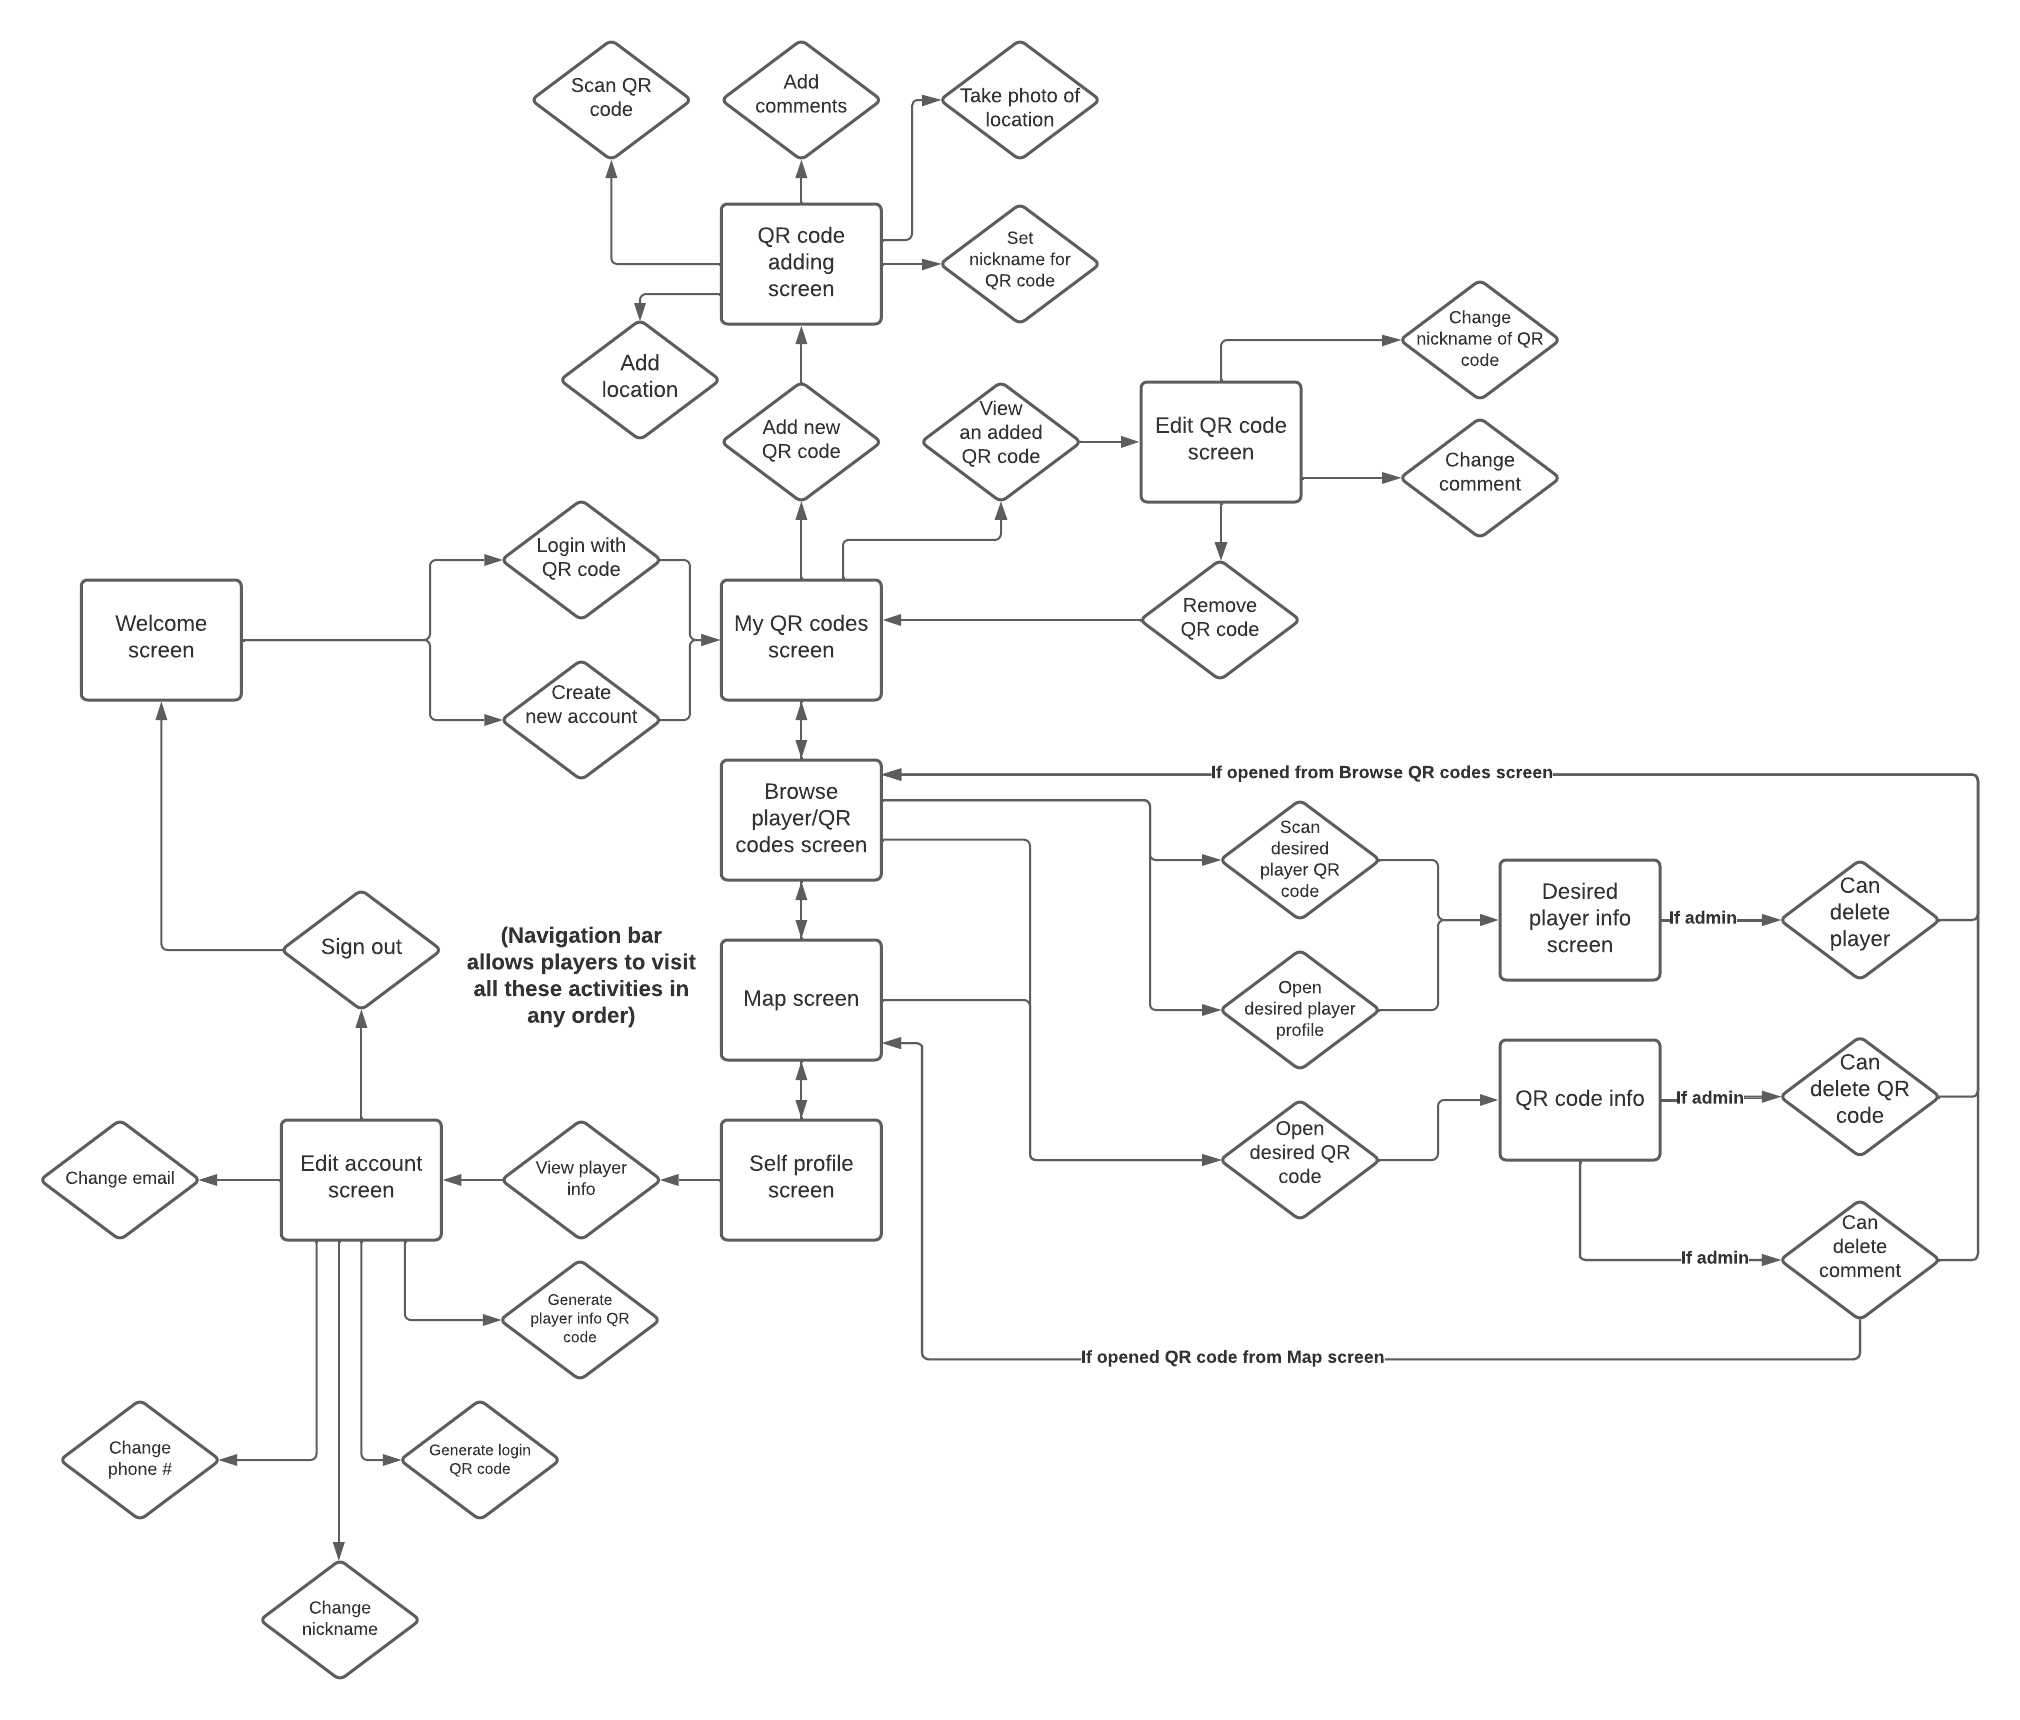 Scan QR
code
Add
comments
Take photo of
location
QR code
adding
screen
Set
nickname for
QR code
Add
location
Change
nickname of QR
code
Add new
QR code
View
an added
QR code
Edit QR code
screen
Change
comment
Login with
QR code
Welcome
screen
My QR codes
screen
Remove
QR code
Create
new account
Browse
player/QR
codes screen
If opened from Browse QR codes screen
Scan
desired
player QR
code
Desired
player info
screen
If admin
Can
delete
player
Sign out
(Navigation bar
allows players to visit
all these activities in
any order)
Map screen
Open
desired player
profile
QR code info
If admin
Can
delete QR
code
Change email
Edit account
screen
View player
info
Self profile
screen
Open
desired QR
code
If admin
Can
delete
comment
Generate
player info QR
code
If opened QR code from Map screen
Change
phone #
Generate login
QR code
Change
nickname